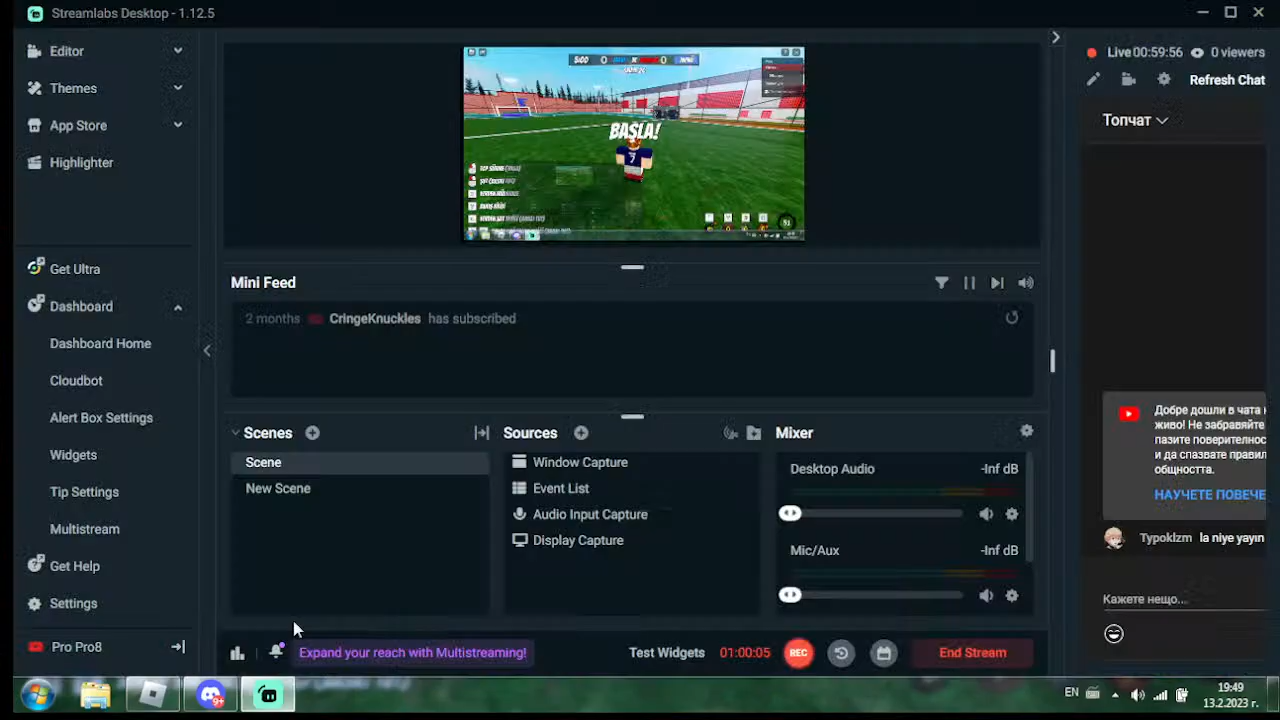 Streamlabs Desktop - 1.12.5
Editor
Themes
App Store
Highlighter
Get Ultra
Dashboard
Dashboard Home
Cloudbot
Alert Box Settings
Widgets
Tip Settings
Multistream
Get Help
Settings
Pro Pro8
BAŞLA!
Mini Feed
2 months CringeKnuckles has subscribed
Scenes
Scene
New Scene
Sources
Window Capture
Event List
Audio Input Capture
Display Capture
Mixer
Desktop Audio -Inf dB
Mic/Aux -Inf dB
Expand your reach with Multistreaming!
Test Widgets 01:00:05 REC End Stream
Live 00:59:56 0 viewers
Refresh Chat
Топчат
Добре дошли в чата
живо! Не забравяйте
пазите поверителнос
и да спазвате правил
общността.
НАУЧЕТЕ ПОВЕЧЕ
TypokIzm la niye yayın
Кажете нещо...
9+
EN
19:49
13.2.2023 г.